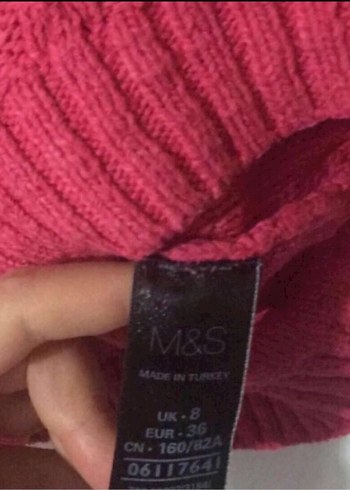 M&S
MADE IN TURKEY
UK - 8
EUR - 36
CN - 160/82A
06117641